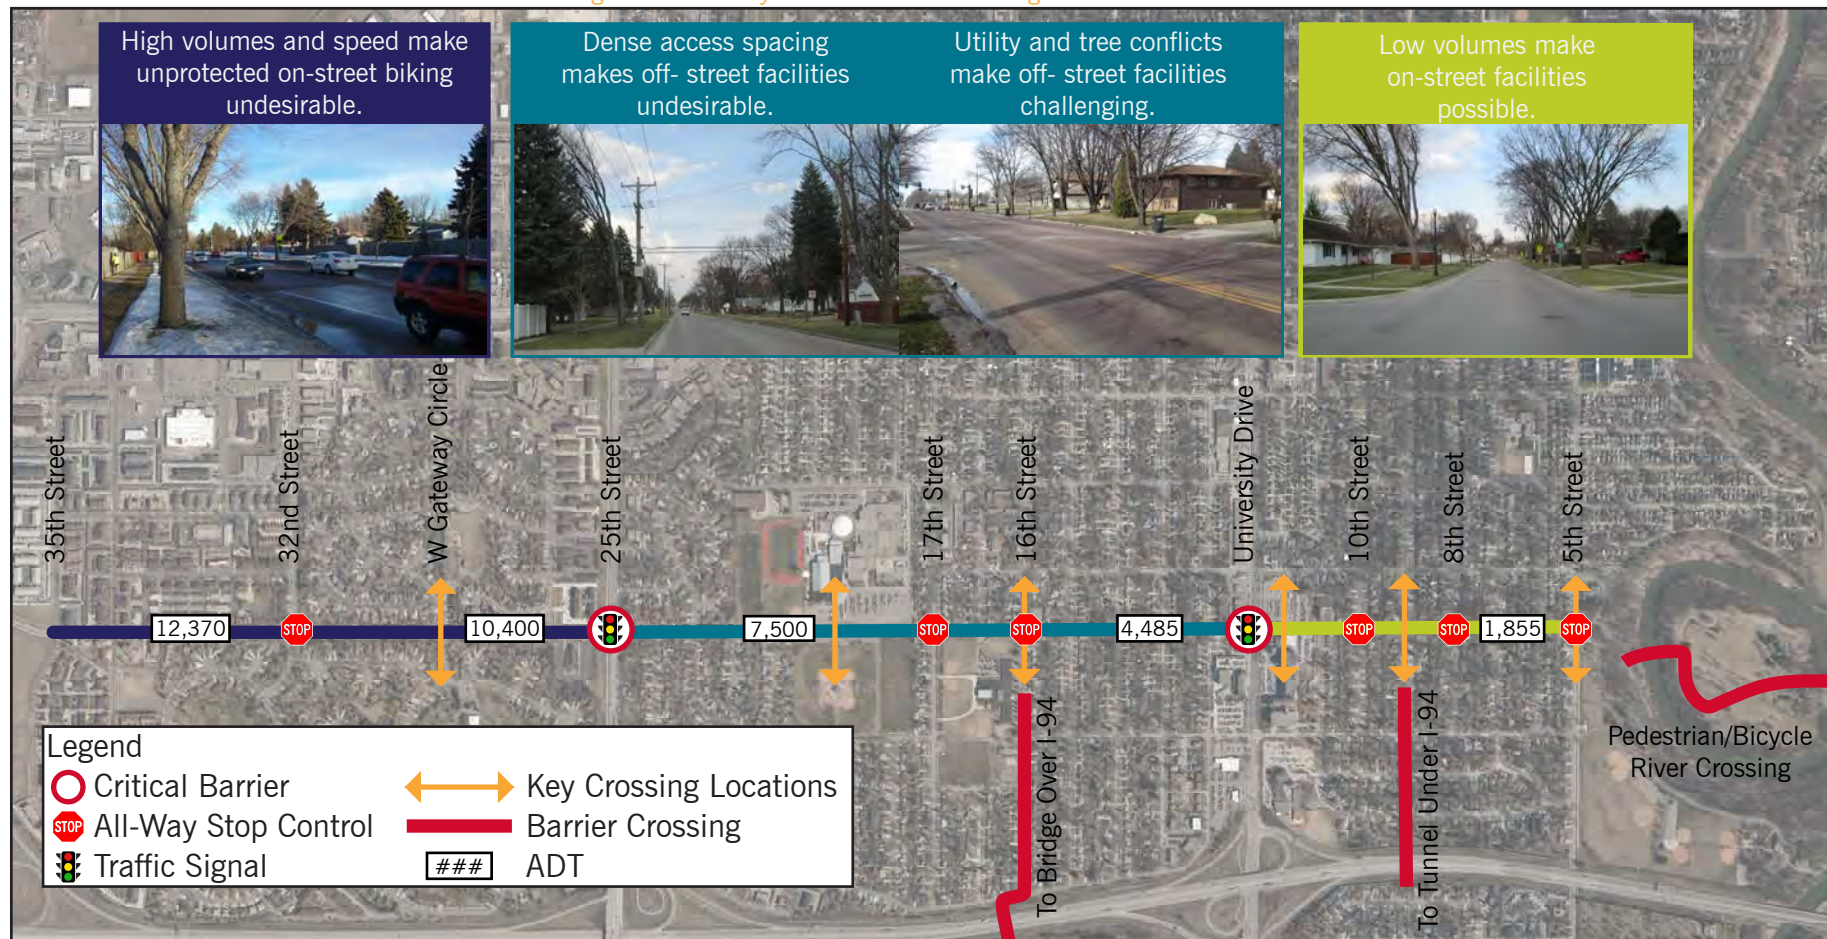 High volumes and speed make
unprotected on-street biking
undesirable.
Dense access spacing
makes off- street facilities
undesirable.
Utility and tree conflicts
make off- street facilities
challenging.
Low volumes make
on-street facilities
possible.
35th Street
32nd Street
W Gateway Circle
25th Street
17th Street
16th Street
University Drive
10th Street
8th Street
5th Street
12,370
STOP
10,400
7,500
STOP
STOP
4,485
STOP
STOP
1,855
STOP
To Bridge Over I-94
To Tunnel Under I-94
Pedestrian/Bicycle
River Crossing
Legend
Critical Barrier
Key Crossing Locations
STOP All-Way Stop Control
Barrier Crossing
Traffic Signal
### ADT